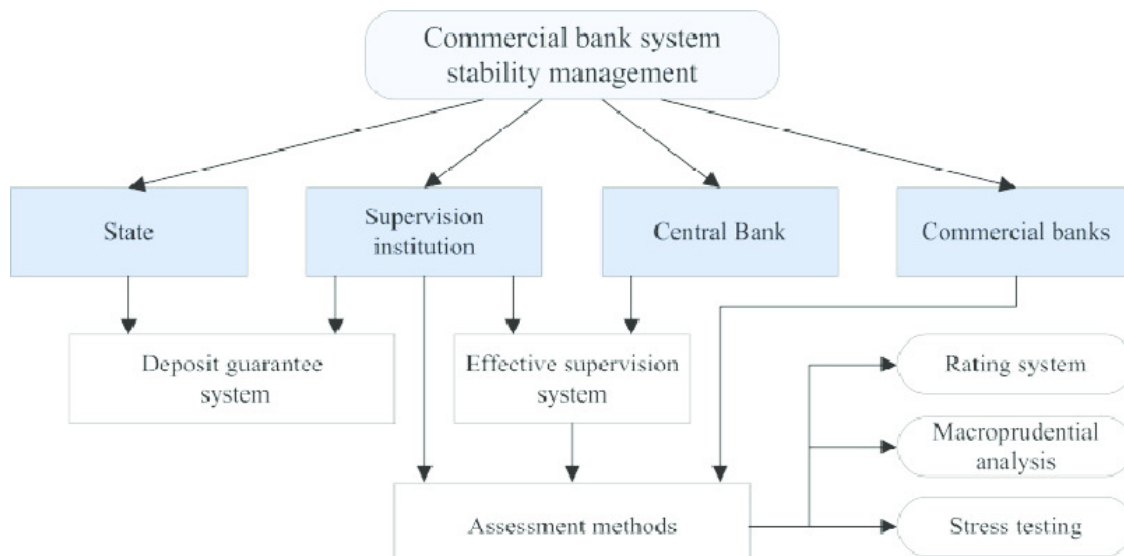 Commercial bank system
stability management
State
Supervision
institution
Central Bank
Commercial banks
Deposit guarantee
system
Effective supervision
system
Rating system
Macroprudential
analysis
Assessment methods
Stress testing